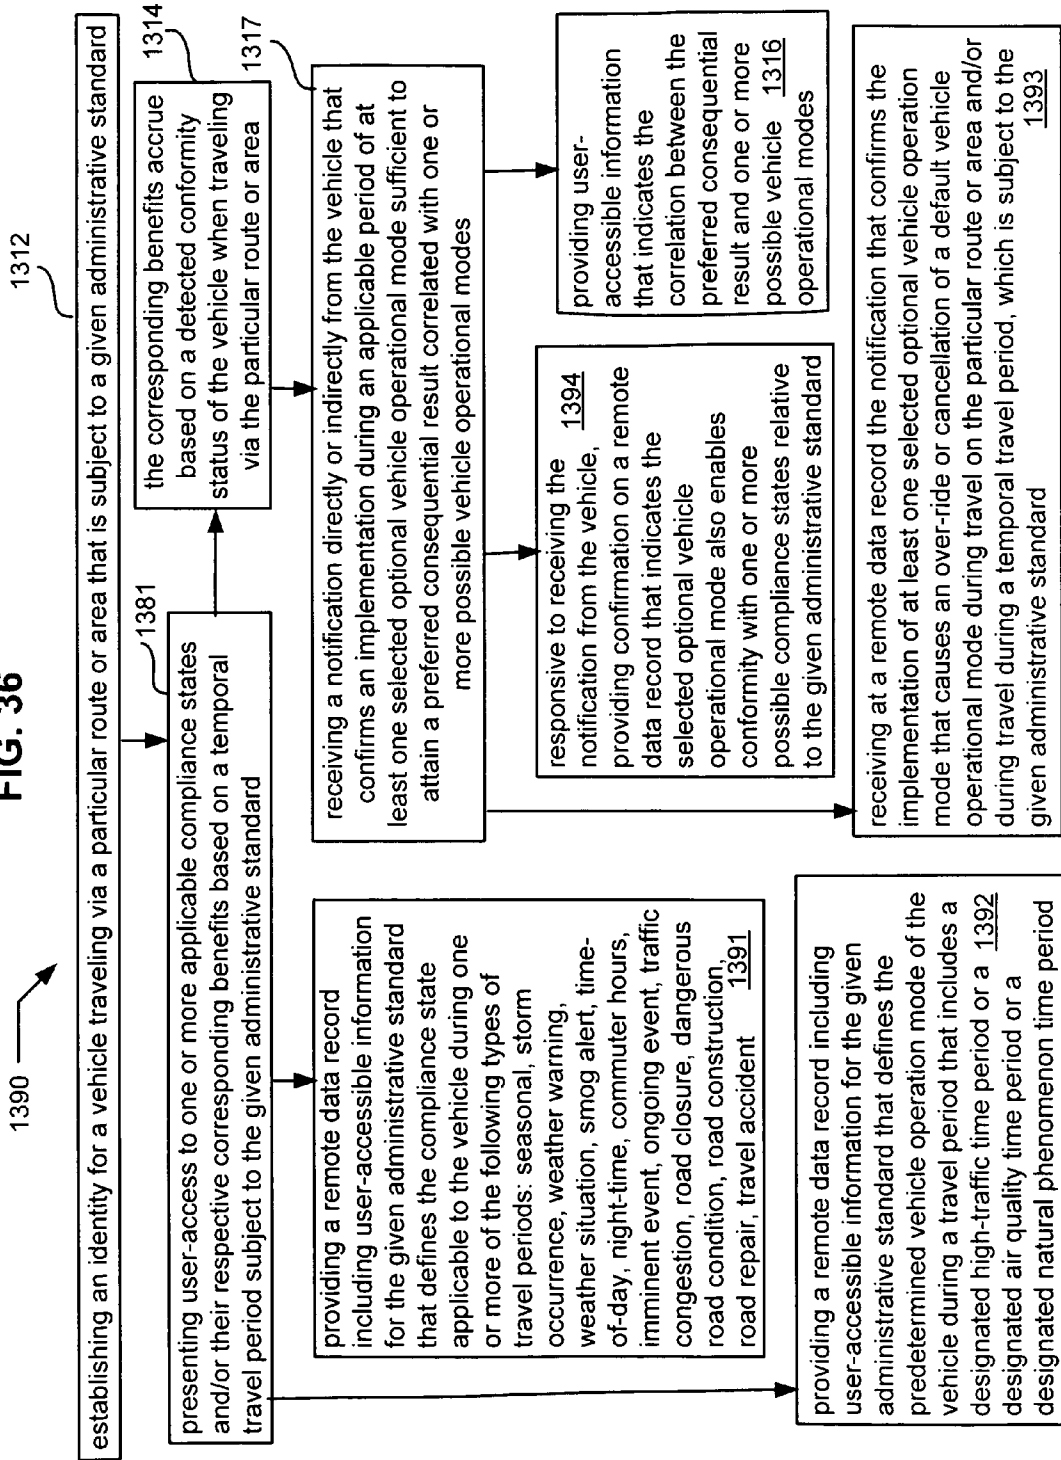 FIG. 36
1390
1312
establishing an identity for a vehicle traveling via a particular route or area that is subject to a given administrative standard
1381
presenting user-access to one or more applicable compliance states
and/or their respective corresponding benefits based on a temporal
travel period subject to the given administrative standard
1314
the corresponding benefits accrue
based on a detected conformity
status of the vehicle when traveling
via the particular route or area
1317
receiving a notification directly or indirectly from the vehicle that
confirms an implementation during an applicable period of at
least one selected optional vehicle operational mode sufficient to
attain a preferred consequential result correlated with one or
more possible vehicle operational modes
providing a remote data record
including user-accessible information
for the given administrative standard
that defines the compliance state
applicable to the vehicle during one
or more of the following types of
travel periods: seasonal, storm
occurrence, weather warning,
weather situation, smog alert, time-
of-day, night-time, commuter hours,
imminent event, ongoing event, traffic
congestion, road closure, dangerous
road condition, road construction,
road repair, travel accident 1391
responsive to receiving the
notification from the vehicle, 1394
providing confirmation on a remote
data record that indicates the
selected optional vehicle
operational mode also enables
conformity with one or more
possible compliance states relative
to the given administrative standard
providing user-
accessible information
that indicates the
correlation between the
preferred consequential
result and one or more
possible vehicle 1316
operational modes
providing a remote data record including
user-accessible information for the given
administrative standard that defines the
predetermined vehicle operation mode of the
vehicle during a travel period that includes a
designated high-traffic time period or a 1392
designated air quality time period or a
designated natural phenomenon time period
receiving at a remote data record the notification that confirms the
implementation of at least one selected optional vehicle operation
mode that causes an over-ride or cancellation of a default vehicle
operational mode during travel on the particular route or area and/or
during travel during a temporal travel period, which is subject to the
given administrative standard 1393